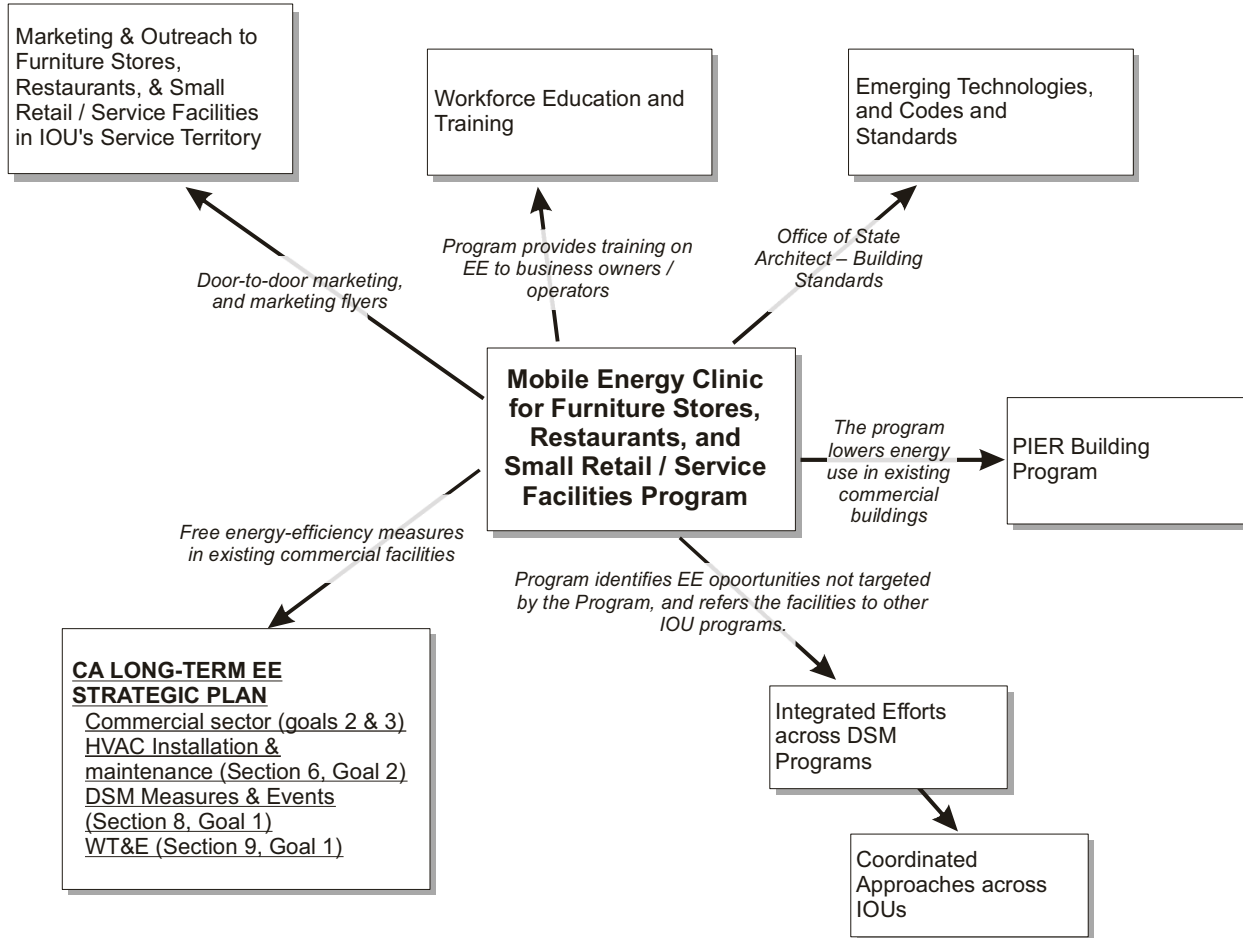 Marketing & Outreach to
Furniture Stores,
Restaurants, & Small
Retail / Service Facilities
in IOU's Service Territory
Workforce Education and
Training
Emerging Technologies,
and Codes and
Standards
Door-to-door marketing,
and marketing flyers
Program provides training on
EE to business owners /
operators
Office of State
Architect – Building
Standards
Mobile Energy Clinic
for Furniture Stores,
Restaurants, and
Small Retail / Service
Facilities Program
The program
lowers energy
use in existing
commercial
buildings
PIER Building
Program
Free energy-efficiency measures
in existing commercial facilities
Program identifies EE opoortunities not targeted
by the Program, and refers the facilities to other
IOU programs.
CA LONG-TERM EE
STRATEGIC PLAN
Commercial sector (goals 2 & 3)
HVAC Installation &
maintenance (Section 6, Goal 2)
DSM Measures & Events
(Section 8, Goal 1)
WT&E (Section 9, Goal 1)
Integrated Efforts
across DSM
Programs
Coordinated
Approaches across
IOUs